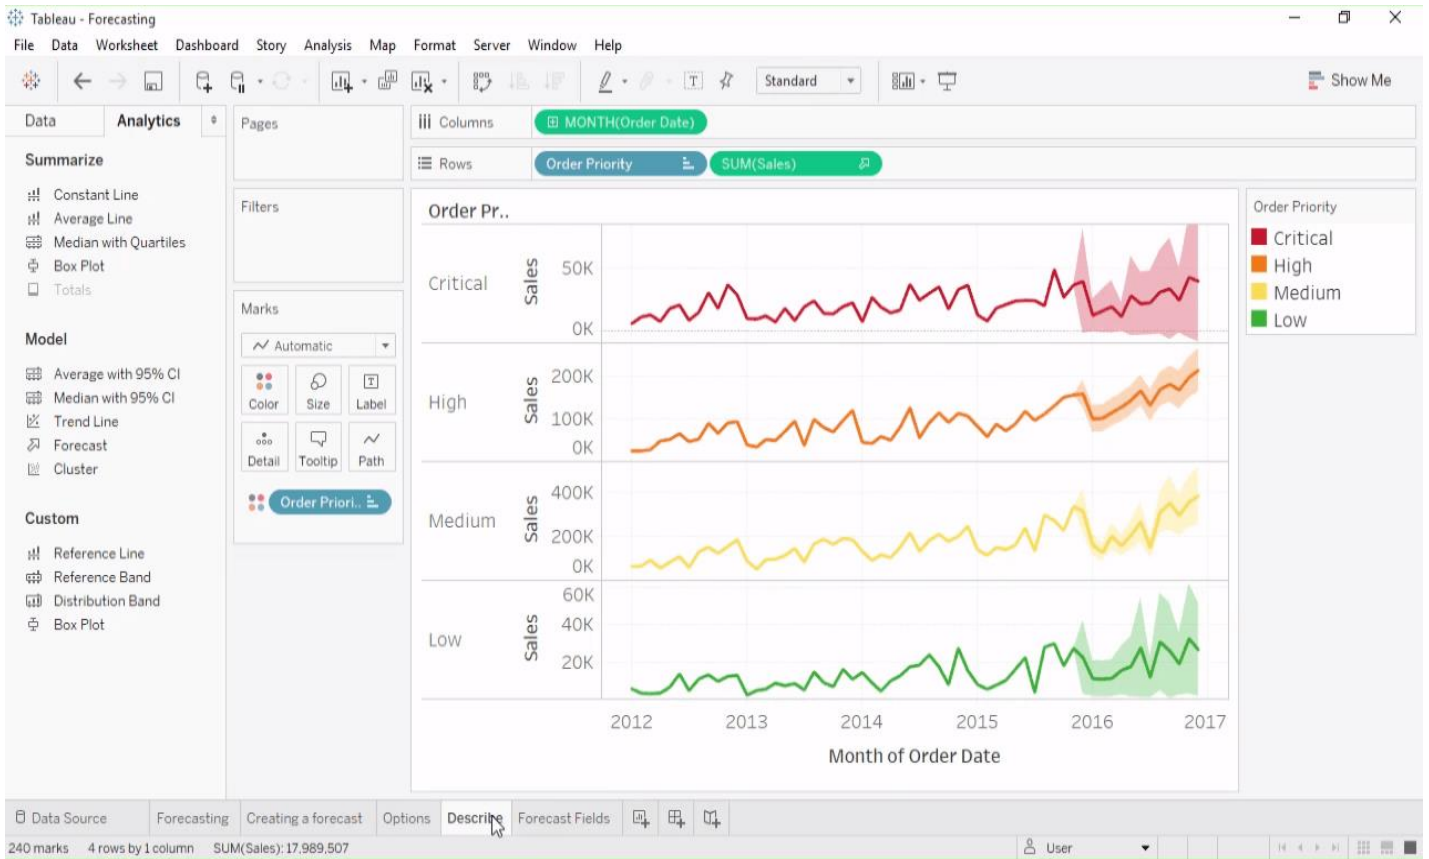 Tableau - Forecasting
File Data Worksheet Dashboard Story Analysis Map Format Server Window Help
Standard
Show Me
Data Analytics
Summarize
Constant Line
Average Line
Median with Quartiles
Box Plot
Totals
Model
Average with 95% CI
Median with 95% CI
Trend Line
Forecast
Cluster
Custom
Reference Line
Reference Band
Distribution Band
Box Plot
Pages
Filters
Marks
Automatic
Color Size Label
Detail Tooltip Path
Order Priori..
Columns MONTH(Order Date)
Rows Order Priority SUM(Sales)
Order Pr..
Critical
Sales
50K
0K
High
Sales
200K
100K
0K
Medium
Sales
400K
200K
0K
Low
Sales
60K
40K
20K
2012 2013 2014 2015 2016 2017
Month of Order Date
Order Priority
Critical
High
Medium
Low
Data Source Forecasting Creating a forecast Options Describe Forecast Fields
240 marks 4 rows by 1 column SUM(Sales): 17,989,507 User